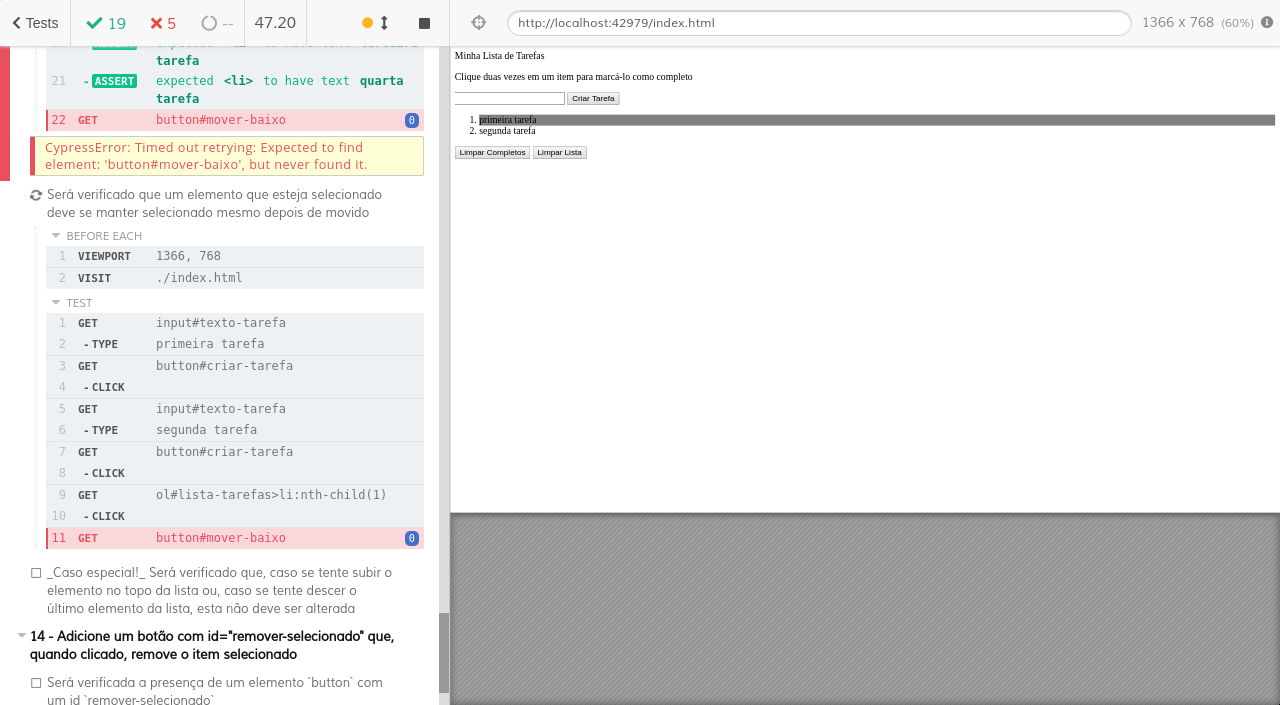 Tests 19 5 -- 47.20
http://localhost:42979/index.html 1366 x 768 (60%)
tarefa
21 - ASSERT expected <li> to have text quarta
tarefa
22 GET button#mover-baixo 0
CypressError: Timed out retrying: Expected to find
element: 'button#mover-baixo', but never found it.
Será verificado que um elemento que esteja selecionado
deve se manter selecionado mesmo depois de movido
BEFORE EACH
1 VIEWPORT 1366, 768
2 VISIT ./index.html
TEST
1 GET input#texto-tarefa
2 - TYPE primeira tarefa
3 GET button#criar-tarefa
4 - CLICK
5 GET input#texto-tarefa
6 - TYPE segunda tarefa
7 GET button#criar-tarefa
8 - CLICK
9 GET ol#lista-tarefas>li:nth-child(1)
10 - CLICK
11 GET button#mover-baixo 0
_Caso especial!_ Será verificado que, caso se tente subir o
elemento no topo da lista ou, caso se tente descer o
último elemento da lista, esta não deve ser alterada
14 - Adicione um botão com id="remover-selecionado" que,
quando clicado, remove o item selecionado
Será verificada a presença de um elemento `button` com
um id `remover-selecionado`
Minha Lista de Tarefas
Clique duas vezes em um item para marcá-lo como completo
Criar Tarefa
1. primeira tarefa
2. segunda tarefa
Limpar Completos Limpar Lista